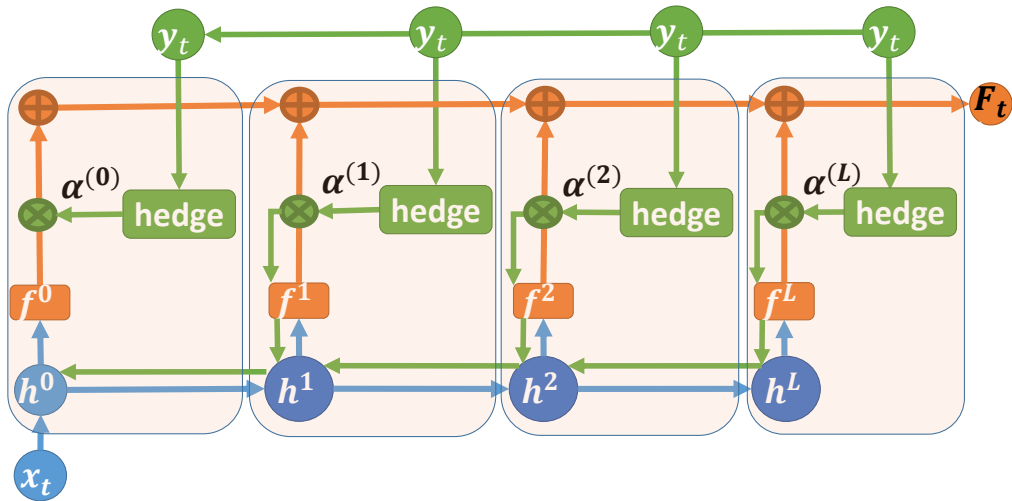 y_t y_t y_t y_t
F_t
α^(0) α^(1) α^(2) α^(L)
hedge hedge hedge hedge
f^0 f^1 f^2 f^L
h^0 h^1 h^2 h^L
x_t